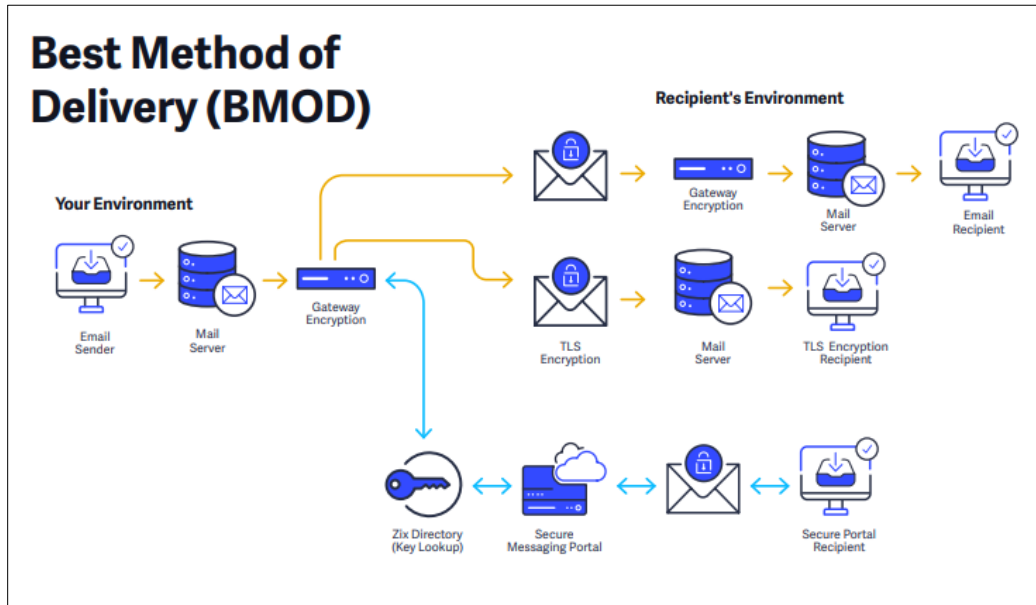 Best Method of
Delivery (BMOD)
Recipient's Environment
Your Environment
Gateway
Encryption
Mail
Server
Email
Recipient
Email
Sender
Mail
Server
Gateway
Encryption
TLS
Encryption
Mail
Server
TLS Encryption
Recipient
Zix Directory
(Key Lookup)
Secure
Messaging Portal
Secure Portal
Recipient